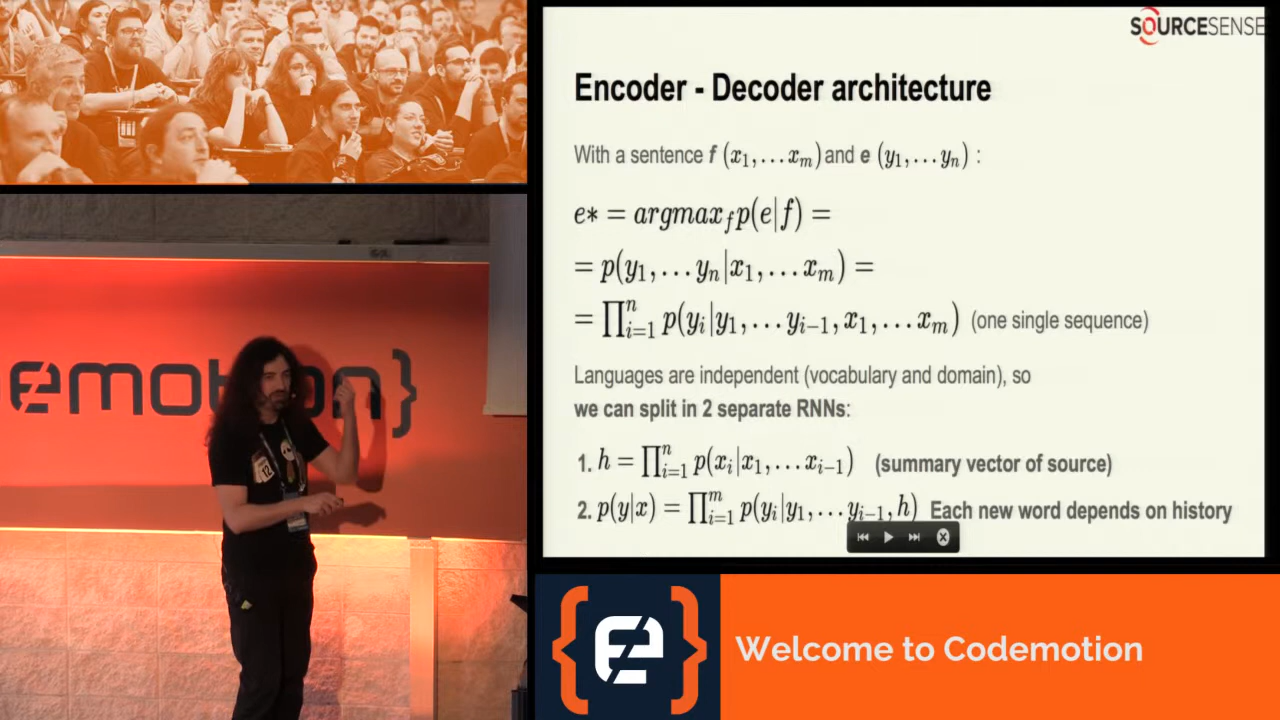 SOURCESENSE
Encoder - Decoder architecture
With a sentence f (x₁,…xₘ) and e (y₁,…yₙ) :
e* = argmax_f p(e|f) =
= p(y₁,…yₙ|x₁,…xₘ) =
= ∏ⁿᵢ₌₁ p(yᵢ|y₁,…yᵢ₋₁,x₁,…xₘ) (one single sequence)
Languages are independent (vocabulary and domain), so
we can split in 2 separate RNNs:
1. h = ∏ⁿᵢ₌₁ p(xᵢ|x₁,…xᵢ₋₁) (summary vector of source)
2. p(y|x) = ∏ᵐᵢ₌₁ p(yᵢ|y₁,…yᵢ₋₁,h) Each new word depends on history
emotion}
12
Welcome to Codemotion